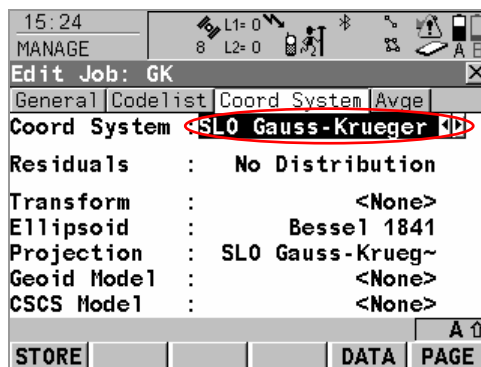 15:24
MANAGE
L1= 0
8 L2= 0
A B
Edit Job: GK
General Codelist Coord System Avge
Coord System :SLO Gauss-Krueger
Residuals : No Distribution
Transform : <None>
Ellipsoid : Bessel 1841
Projection : SLO Gauss-Krueg~
Geoid Model : <None>
CSCS Model : <None>
A
STORE DATA PAGE